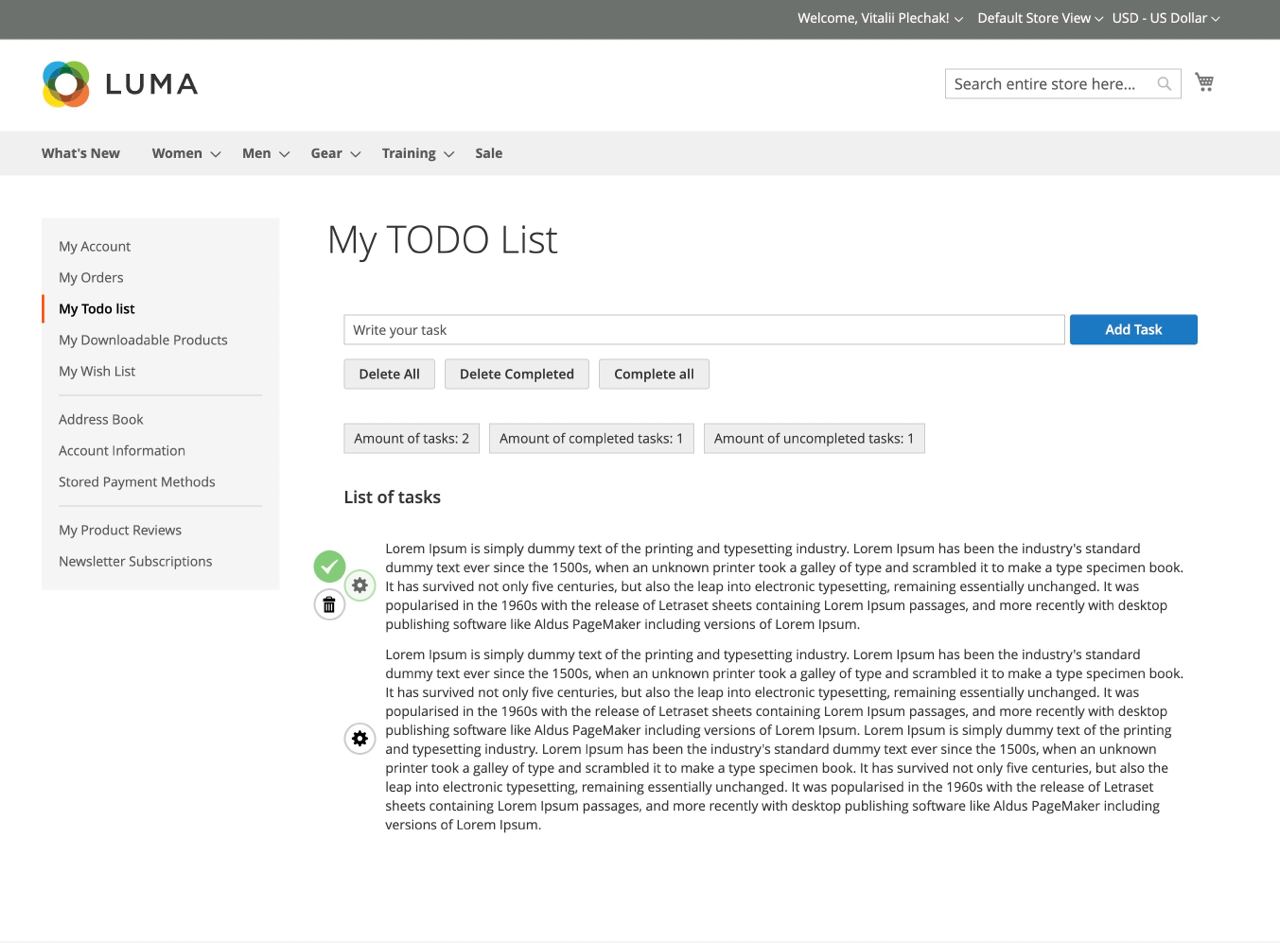 Welcome, Vitalii Plechak! Default Store View USD - US Dollar
LUMA
Search entire store here...
What's New Women Men Gear Training Sale
My Account
My Orders
My Todo list
My Downloadable Products
My Wish List
Address Book
Account Information
Stored Payment Methods
My Product Reviews
Newsletter Subscriptions
My TODO List
Write your task
Add Task
Delete All Delete Completed Complete all
Amount of tasks: 2 Amount of completed tasks: 1 Amount of uncompleted tasks: 1
List of tasks
Lorem Ipsum is simply dummy text of the printing and typesetting industry. Lorem Ipsum has been the industry's standard
dummy text ever since the 1500s, when an unknown printer took a galley of type and scrambled it to make a type specimen book.
It has survived not only five centuries, but also the leap into electronic typesetting, remaining essentially unchanged. It was
popularised in the 1960s with the release of Letraset sheets containing Lorem Ipsum passages, and more recently with desktop
publishing software like Aldus PageMaker including versions of Lorem Ipsum.
Lorem Ipsum is simply dummy text of the printing and typesetting industry. Lorem Ipsum has been the industry's standard
dummy text ever since the 1500s, when an unknown printer took a galley of type and scrambled it to make a type specimen book.
It has survived not only five centuries, but also the leap into electronic typesetting, remaining essentially unchanged. It was
popularised in the 1960s with the release of Letraset sheets containing Lorem Ipsum passages, and more recently with desktop
publishing software like Aldus PageMaker including versions of Lorem Ipsum. Lorem Ipsum is simply dummy text of the printing
and typesetting industry. Lorem Ipsum has been the industry's standard dummy text ever since the 1500s, when an unknown
printer took a galley of type and scrambled it to make a type specimen book. It has survived not only five centuries, but also the
leap into electronic typesetting, remaining essentially unchanged. It was popularised in the 1960s with the release of Letraset
sheets containing Lorem Ipsum passages, and more recently with desktop publishing software like Aldus PageMaker including
versions of Lorem Ipsum.